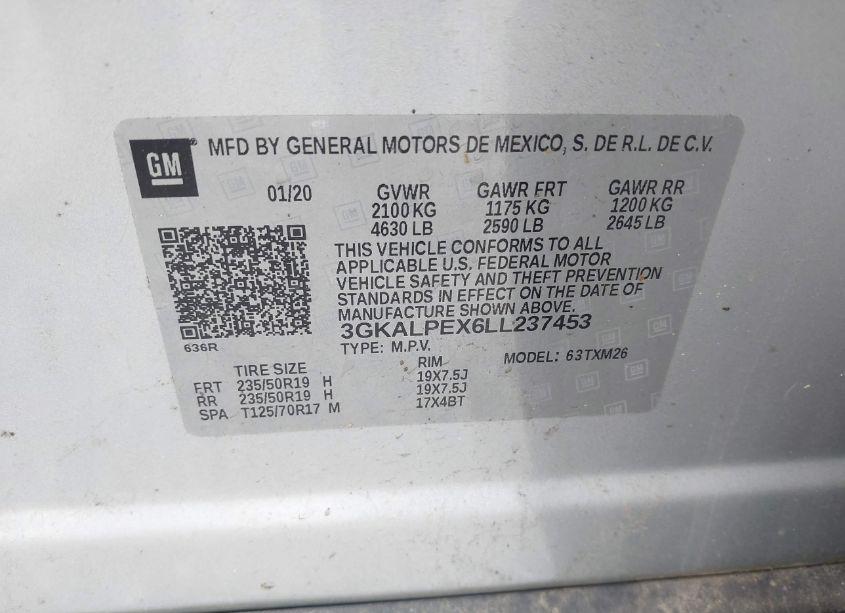 GM® MFD BY GENERAL MOTORS DE MEXICO, S. DE R.L. DE C.V.
01/20 GVWR GAWR FRT GAWR RR
2100 KG 1175 KG 1200 KG
4630 LB 2590 LB 2645 LB
THIS VEHICLE CONFORMS TO ALL
APPLICABLE U.S. FEDERAL MOTOR
VEHICLE SAFETY AND THEFT PREVENTION
STANDARDS IN EFFECT ON THE DATE OF
MANUFACTURE SHOWN ABOVE.
3GKALPEX6LL237453
636R TYPE: M.P.V. MODEL: 63TXM26
TIRE SIZE RIM
FRT 235/50R19 H 19X7.5J
RR 235/50R19 H 19X7.5J
SPA T125/70R17 M 17X4BT